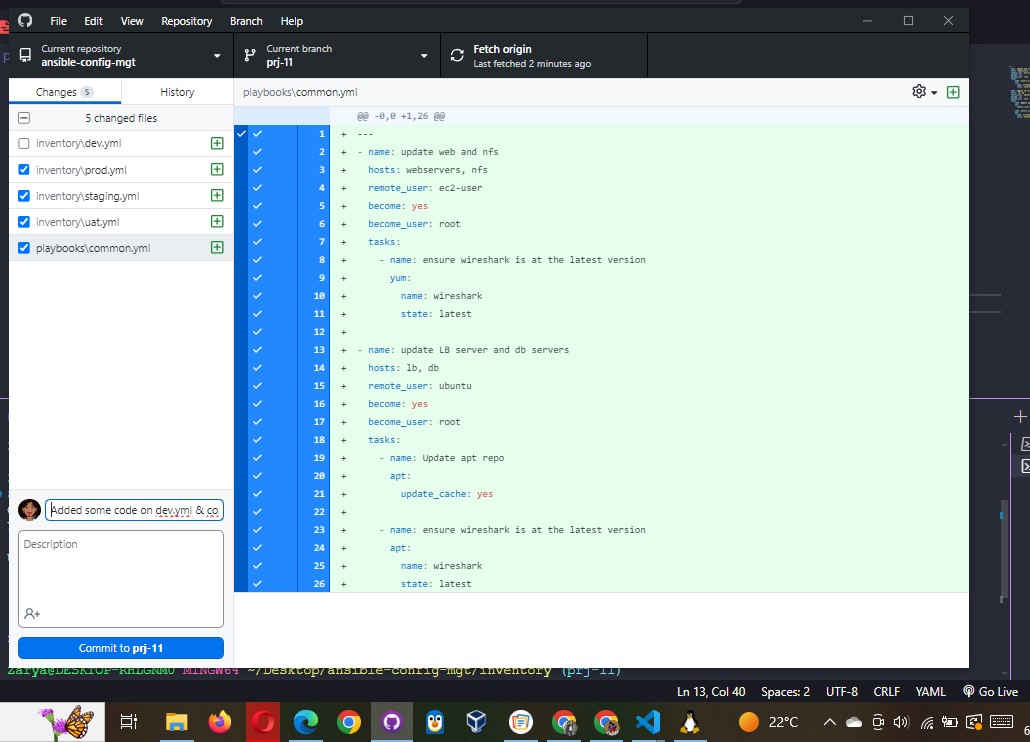 File Edit View Repository Branch Help
Current repository
ansible-config-mgt
Current branch
prj-11
Fetch origin
Last fetched 2 minutes ago
Changes 5 History
playbooks\common.yml
5 changed files
inventory\dev.yml
inventory\prod.yml
inventory\staging.yml
inventory\uat.yml
playbooks\common.yml
@@ -0,0 +1,26 @@
1 + ---
2 + - name: update web and nfs
3 + hosts: webservers, nfs
4 + remote_user: ec2-user
5 + become: yes
6 + become_user: root
7 + tasks:
8 + - name: ensure wireshark is at the latest version
9 + yum:
10 + name: wireshark
11 + state: latest
12 +
13 + - name: update LB server and db servers
14 + hosts: lb, db
15 + remote_user: ubuntu
16 + become: yes
17 + become_user: root
18 + tasks:
19 + - name: Update apt repo
20 + apt:
21 + update_cache: yes
22 +
23 + - name: ensure wireshark is at the latest version
24 + apt:
25 + name: wireshark
26 + state: latest
Added some code on dev.yml & co
Description
Commit to prj-11
zarya@DESKTOP-RHLGNMO MINGW64 ~/Desktop/ansible-config-mgt/inventory (prj-11)
Ln 13, Col 40 Spaces: 2 UTF-8 CRLF YAML Go Live
22°C